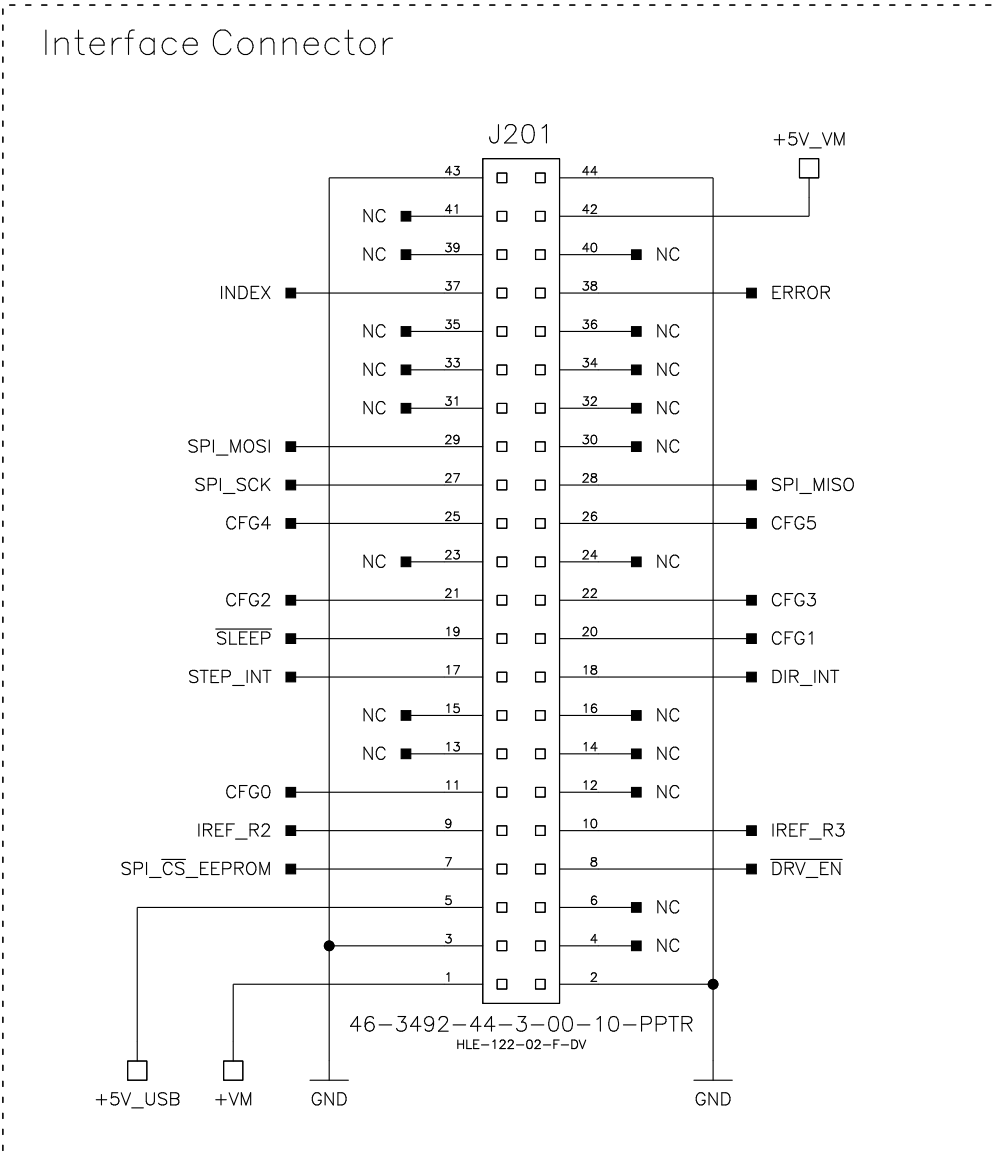 Interface Connector
J201
+5V_VM
43 44
NC 41 42
NC 39 40 NC
INDEX 37 38 ERROR
NC 35 36 NC
NC 33 34 NC
NC 31 32 NC
SPI_MOSI 29 30 NC
SPI_SCK 27 28 SPI_MISO
CFG4 25 26 CFG5
NC 23 24 NC
CFG2 21 22 CFG3
SLEEP 19 20 CFG1
STEP_INT 17 18 DIR_INT
NC 15 16 NC
NC 13 14 NC
CFG0 11 12 NC
IREF_R2 9 10 IREF_R3
SPI_CS_EEPROM 7 8 DRV_EN
5 6 NC
3 4 NC
1 2
46-3492-44-3-00-10-PPTR
HLE-122-02-F-DV
+5V_USB +VM GND GND